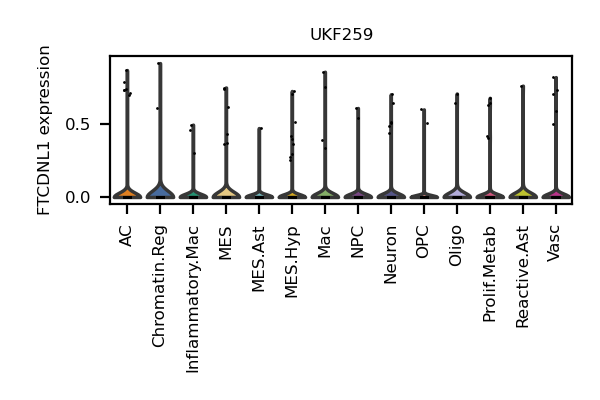 UKF259
FTCDNL1 expression
0.5
0.0
AC
Chromatin.Reg
Inflammatory.Mac
MES
MES.Ast
MES.Hyp
Mac
NPC
Neuron
OPC
Oligo
Prolif.Metab
Reactive.Ast
Vasc